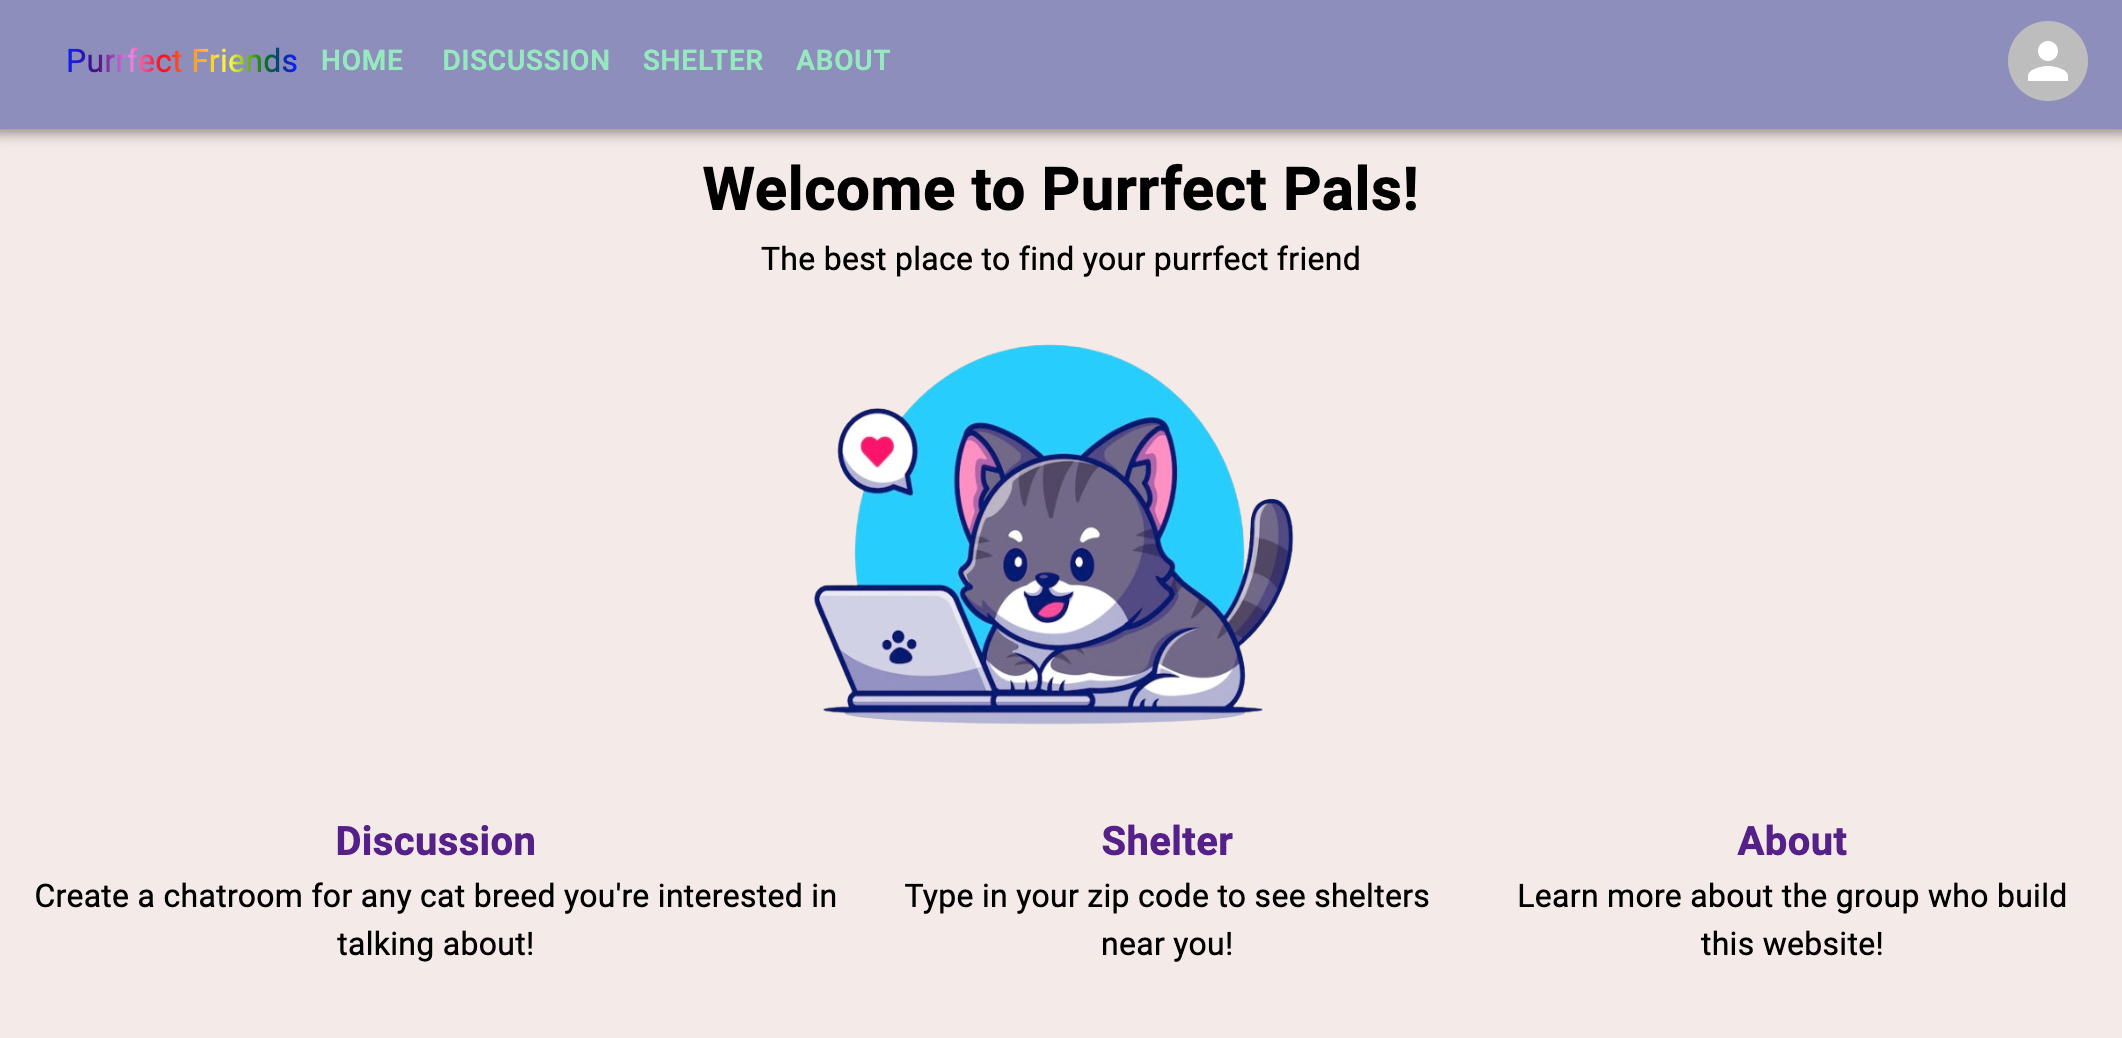 Purrfect Friends HOME DISCUSSION SHELTER ABOUT
Welcome to Purrfect Pals!
The best place to find your purrfect friend
Discussion
Create a chatroom for any cat breed you're interested in
talking about!
Shelter
Type in your zip code to see shelters
near you!
About
Learn more about the group who build
this website!